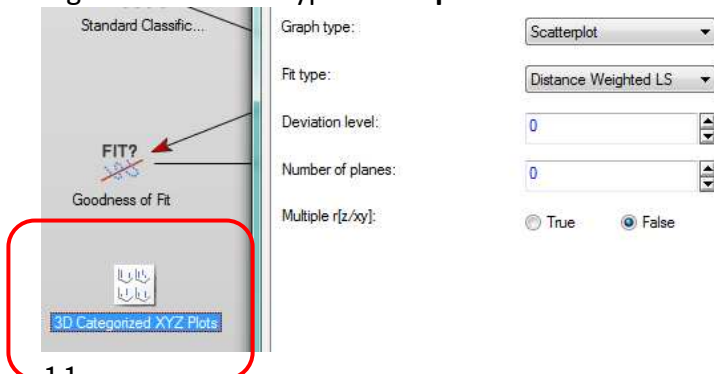 Standard Classific...
Graph type:
Scatterplot
Fit type:
Distance Weighted LS
Deviation level:
0
FIT?
Number of planes:
0
Goodness of Fit
Multiple r[z/xy]:
True
False
3D Categorized XYZ Plots